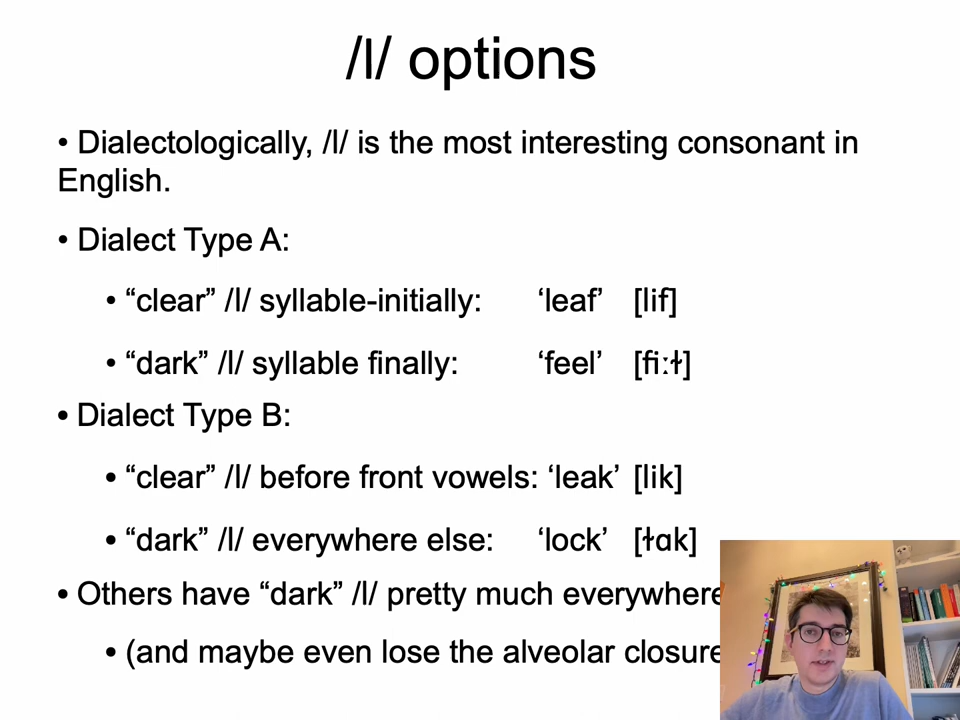 /l/ options
• Dialectologically, /l/ is the most interesting consonant in
English.
• Dialect Type A:
• “clear” /l/ syllable-initially: ‘leaf’ [lif]
• “dark” /l/ syllable finally: ‘feel’ [fiːɫ]
• Dialect Type B:
• “clear” /l/ before front vowels: ‘leak’ [lik]
• “dark” /l/ everywhere else: ‘lock’ [ɫɑk]
• Others have “dark” /l/ pretty much everywhere
• (and maybe even lose the alveolar closure